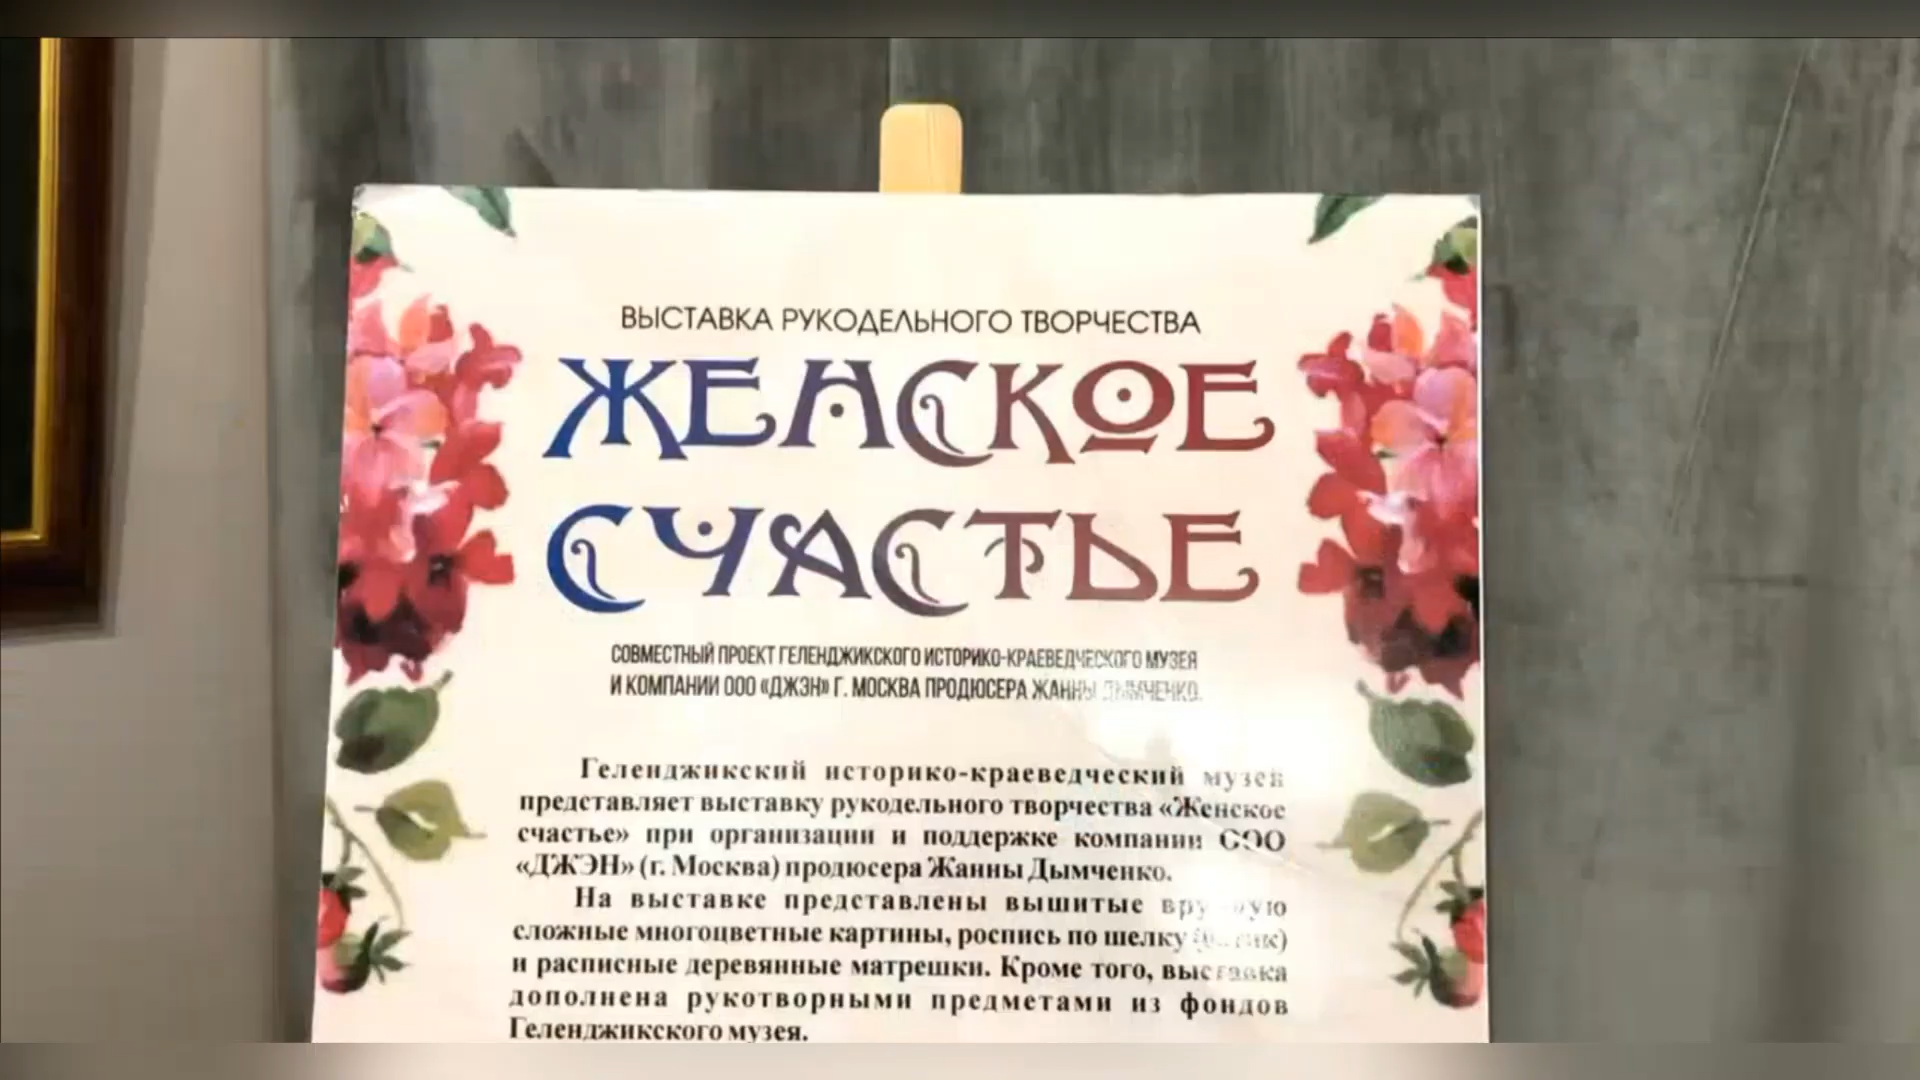 ВЫСТАВКА РУКОДЕЛЬНОГО ТВОРЧЕСТВА
ЖЕНСКОЕ
СЧАСТЬЕ
СОВМЕСТНЫЙ ПРОЕКТ ГЕЛЕНДЖИКСКОГО ИСТОРИКО-КРАЕВЕДЧЕСКОГО МУЗЕЯ
И КОМПАНИИ ООО «ДЖЭН» Г. МОСКВА ПРОДЮСЕРА ЖАННЫ ДЫМЧЕНКО.
Геленджикский историко-краеведческий музей
представляет выставку рукодельного творчества «Женское
счастье» при организации и поддержке компании ООО
«ДЖЭН» (г. Москва) продюсера Жанны Дымченко.
На выставке представлены вышитые
сложные многоцветные картины, роспись по шелку
и расписные деревянные матрешки. Кроме того, выставка
дополнена рукотворными предметами из фондов
Геленджикского музея.